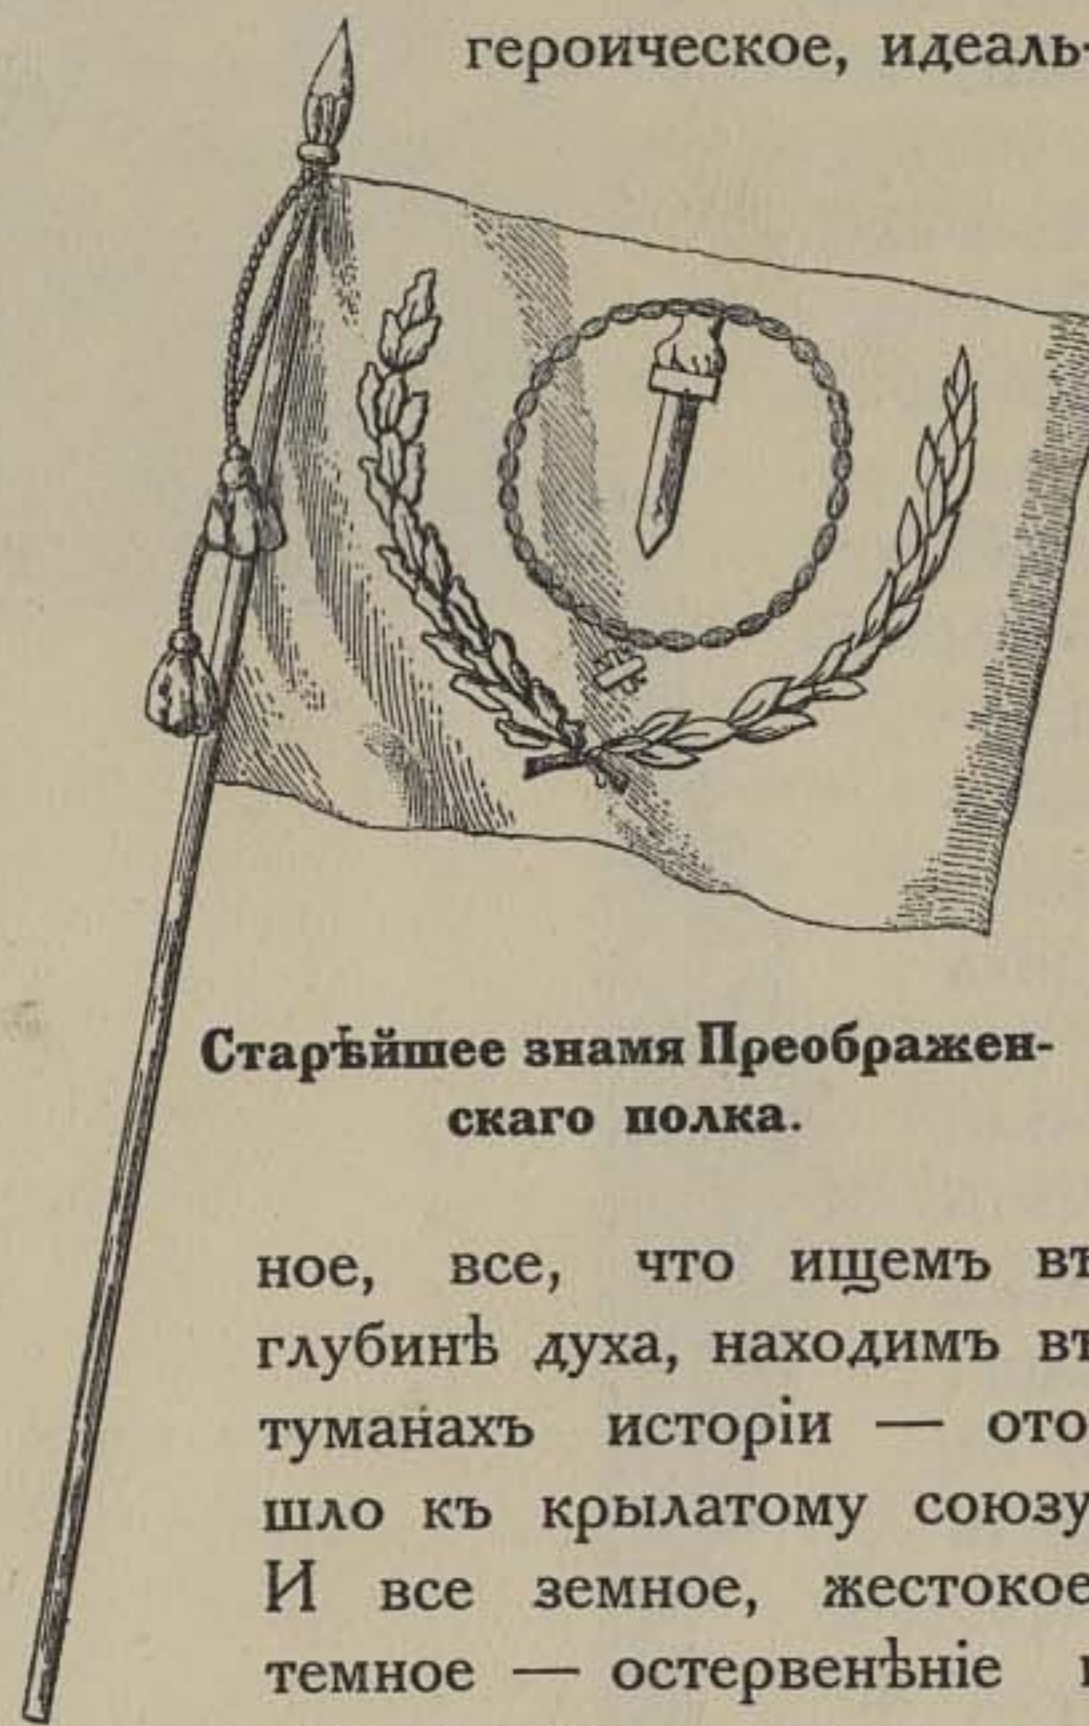 героическое, идеаль-
Старѣйшее знамя Преображен-
скаго полка.
ное, все, что ищемъ въ
глубинѣ духа, находимъ въ
туманахъ исторіи — ото-
шло къ крылатому союзу
И все земное, жестокое
темное — остервенѣніе